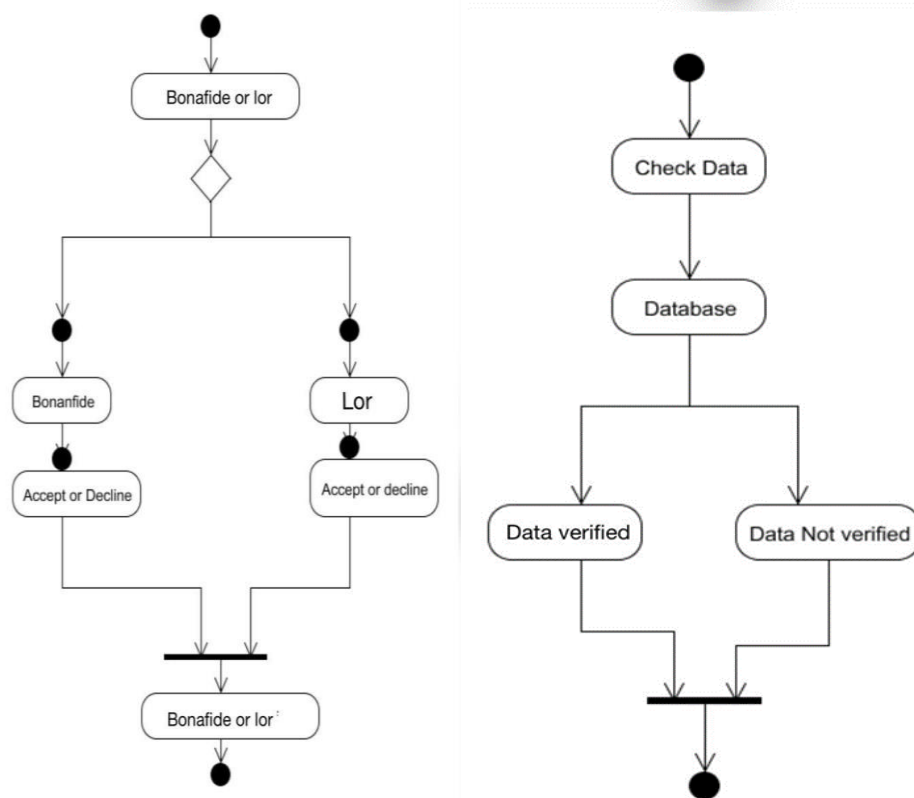 Bonafide or lor
Bonanfide
Lor
Accept or Decline
Accept or decline
Bonafide or lor
Check Data
Database
Data verified
Data Not verified